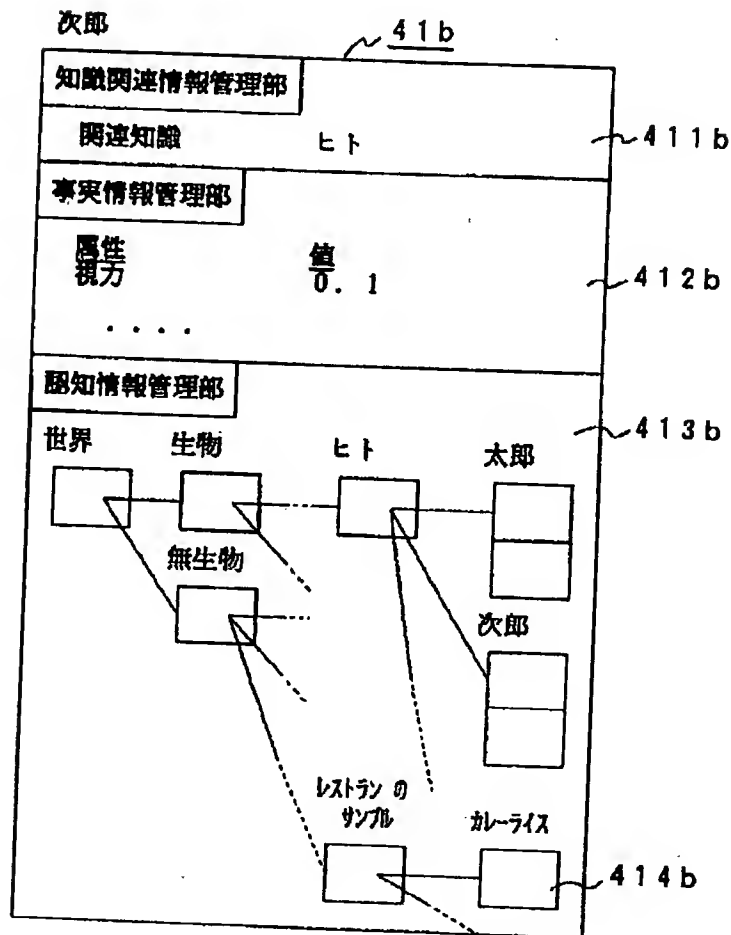 次郎
41b
知識関連情報管理部
関連知識 ヒト
411b
事実情報管理部
属性 値
視力 0.1
412b
・・・・
認知情報管理部
413b
世界 生物 ヒト 太郎
無生物
次郎
レストランの
サンプル
カレーライス
414b